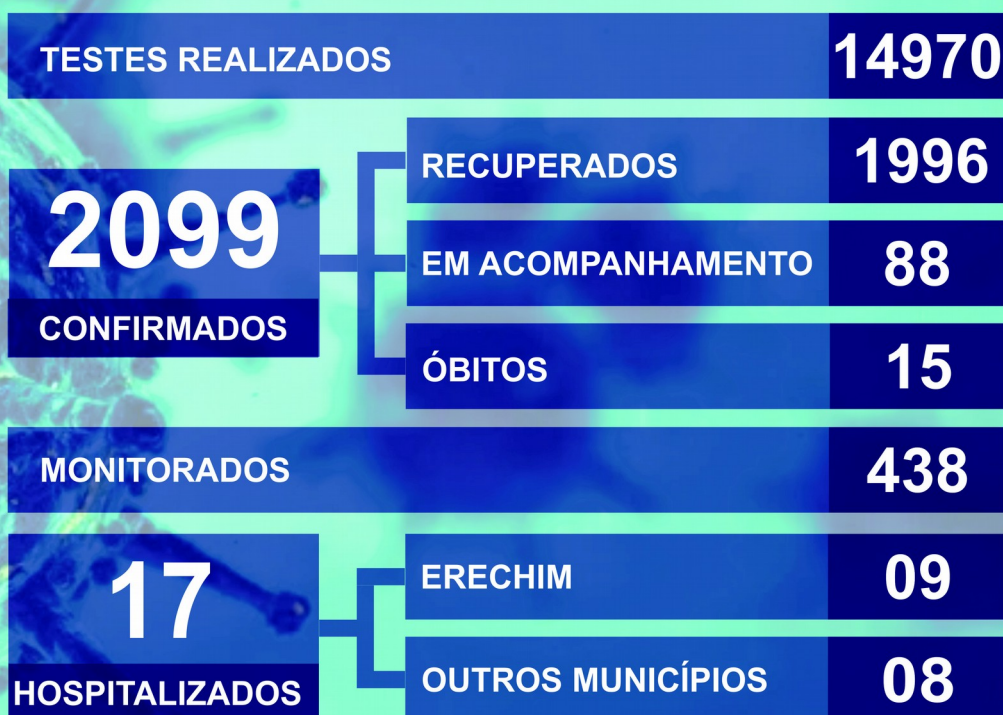 TESTES REALIZADOS 14970
2099
CONFIRMADOS
RECUPERADOS 1996
EM ACOMPANHAMENTO 88
ÓBITOS 15
MONITORADOS 438
17
HOSPITALIZADOS
ERECHIM 09
OUTROS MUNICÍPIOS 08